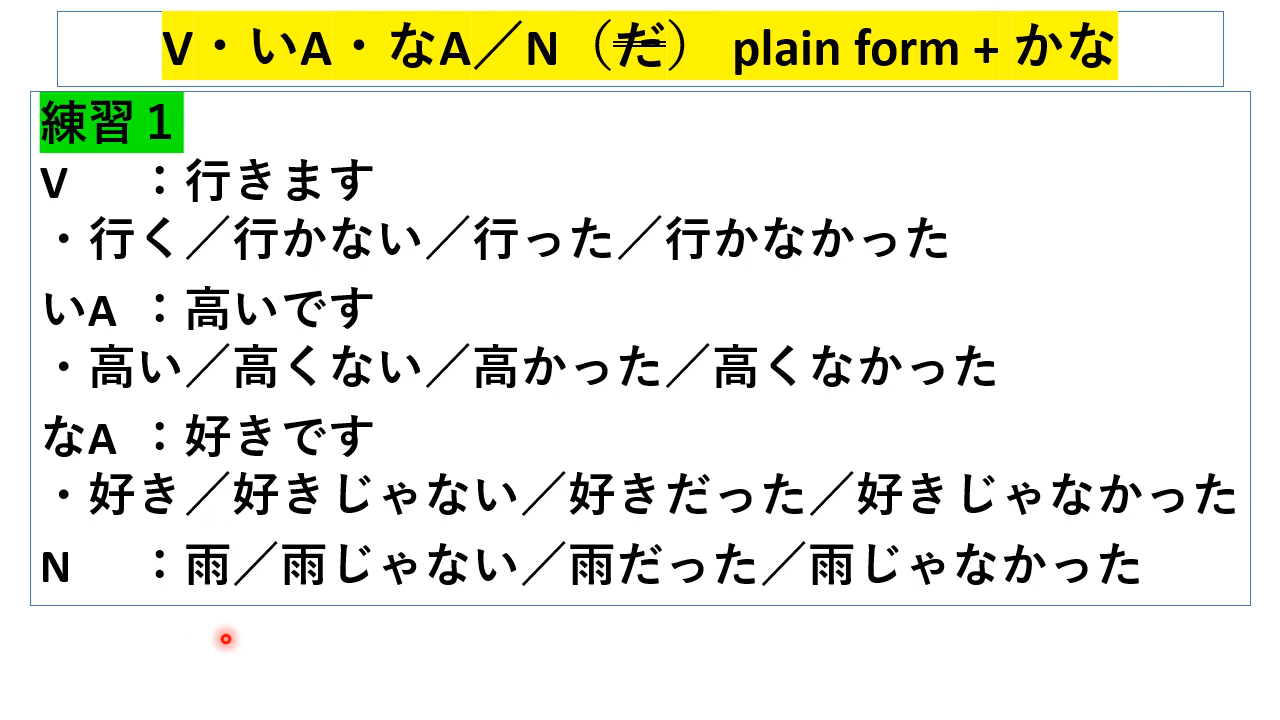 V・いA・なA／N（だ） plain form + かな
練習１
V ：行きます
・行く／行かない／行った／行かなかった
いA ：高いです
・高い／高くない／高かった／高くなかった
なA ：好きです
・好き／好きじゃない／好きだった／好きじゃなかった
N ：雨／雨じゃない／雨だった／雨じゃなかった